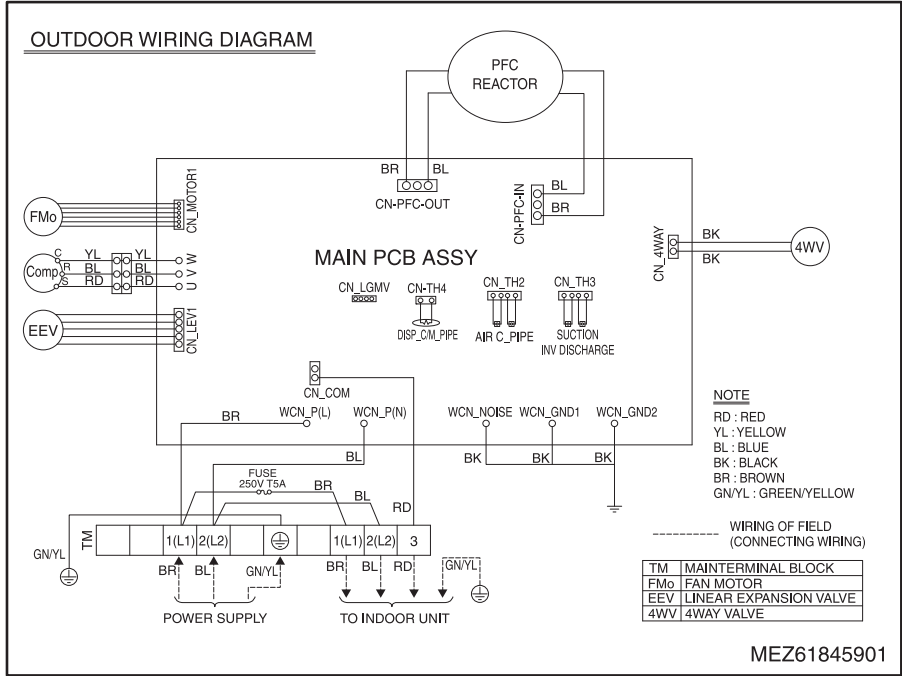 OUTDOOR WIRING DIAGRAM
PFC
REACTOR
BR BL
CN-PFC-OUT
CN-PFC-IN
BL
BR
FMo
CN_MOTOR1
Comp
C YL YL W
R BL BL V
S RD RD U
EEV
CN_LEV1
MAIN PCB ASSY
CN_4WAY
BK
BK
4WV
CN_LGMV
CN-TH4
DISP_C/M_PIPE
CN_TH2
AIR C_PIPE
CN_TH3
SUCTION
INV DISCHARGE
CN_COM
WCN_P(L) WCN_P(N) WCN_NOISE WCN_GND1 WCN_GND2
BR
BL
BK BK BK
FUSE
250V T5A
BR
BL
RD
TM 1(L1) 2(L2) 1(L1) 2(L2) 3
GN/YL
BR BL GN/YL
BR BL RD GN/YL
POWER SUPPLY
TO INDOOR UNIT
NOTE
RD : RED
YL : YELLOW
BL : BLUE
BK : BLACK
BR : BROWN
GN/YL : GREEN/YELLOW
WIRING OF FIELD
(CONNECTING WIRING)
TM MAINTERMINAL BLOCK
FMo FAN MOTOR
EEV LINEAR EXPANSION VALVE
4WV 4WAY VALVE
MEZ61845901